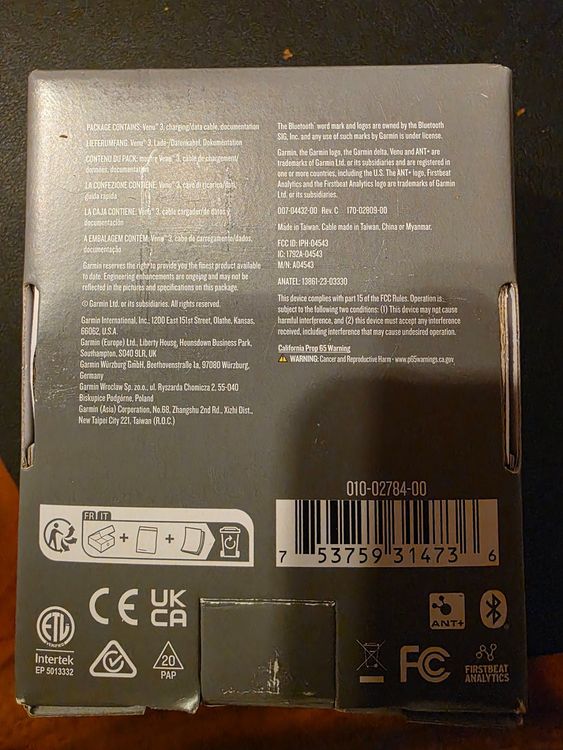 PACKAGE CONTAINS: Venu® 3, charging/data cable, documentation
LIEFERUMFANG: Venu® 3, Lade-/Datenkabel, Dokumentation
CONTENU DU PACK: montre Venu® 3, câble de chargement/
données, documentation
LA CONFEZIONE CONTIENE: Venu® 3, cavo di ricarica/dati,
guida rapida
LA CAJA CONTIENE: Venu® 3, cable cargador/de datos y
documentación
A EMBALAGEM CONTÉM: Venu® 3, cabo de carregamento/dados,
documentação
Garmin reserves the right to provide you the finest product available
to date. Engineering enhancements are ongoing and may not be
reflected in the pictures and specifications on this package.
© Garmin Ltd. or its subsidiaries. All rights reserved.
Garmin International, Inc., 1200 East 151st Street, Olathe, Kansas,
66062, U.S.A.
Garmin (Europe) Ltd., Liberty House, Hounsdown Business Park,
Southampton, SO40 9LR, UK
Garmin Würzburg GmbH, Beethovenstraße 1a, 97080 Würzburg,
Germany
Garmin Wroclaw Sp. zo.o., ul. Ryszarda Chomicza 2, 55-040
Biskupice Podgórne, Poland
Garmin (Asia) Corporation, No.68, Zhangshu 2nd Rd., Xizhi Dist.,
New Taipei City 221, Taiwan (R.O.C.)
The Bluetooth® word mark and logos are owned by the Bluetooth
SIG, Inc. and any use of such marks by Garmin is under license.
Garmin, the Garmin logo, the Garmin delta, Venu and ANT+ are
trademarks of Garmin Ltd. or its subsidiaries and are registered in
one or more countries, including the U.S. The ANT+ logo, Firstbeat
Analytics and the Firstbeat Analytics logo are trademarks of Garmin
Ltd. or its subsidiaries.
007-04432-00 Rev. C 170-02809-00
Made in Taiwan. Cable made in Taiwan, China or Myanmar.
FCC ID: IPH-04543
IC: 1792A-04543
M/N: A04543
ANATEL: 13861-23-03330
This device complies with part 15 of the FCC Rules. Operation is
subject to the following two conditions: (1) This device may not cause
harmful interference, and (2) this device must accept any interference
received, including interference that may cause undesired operation.
California Prop 65 Warning
WARNING: Cancer and Reproductive Harm - www.p65warnings.ca.gov
010-02784-00
7 53759 31473 6
FR IT
+ +
ETL
Intertek
EP 5013332
CE
UK
CA
20
PAP
ANT+
FC
FIRSTBEAT
ANALYTICS